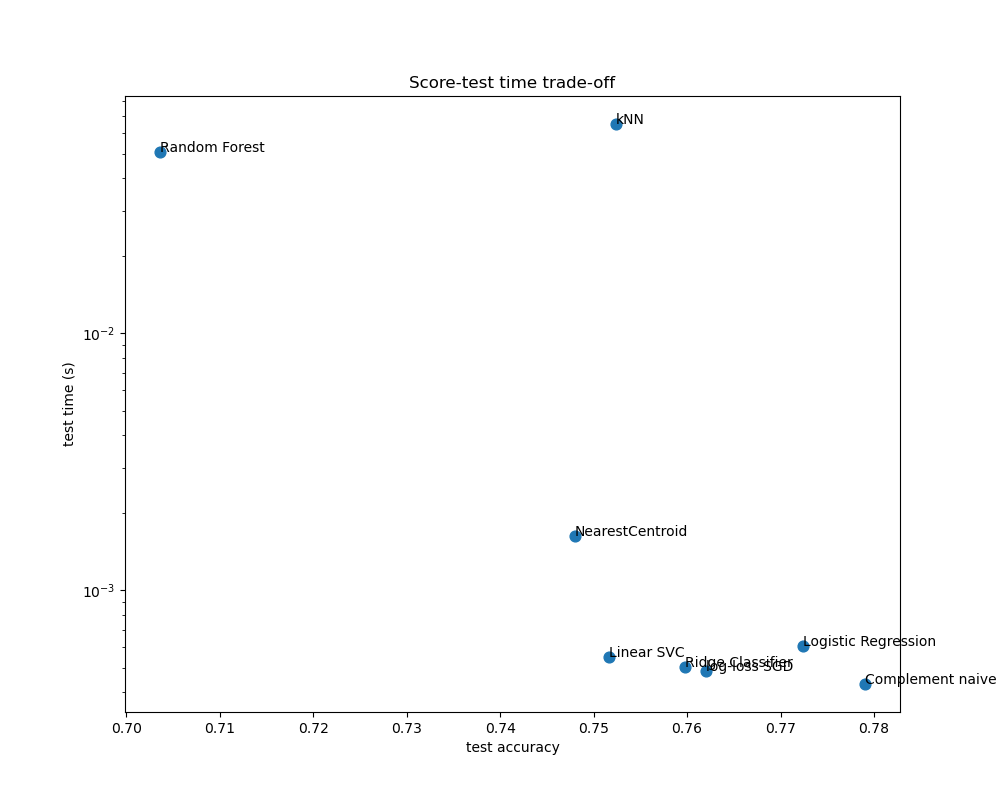 Score-test time trade-off
kNN
Random Forest
10⁻²
test time (s)
NearestCentroid
10⁻³
Logistic Regression
Linear SVC
Ridge Classifier
log-loss SGD
Complement naive
0.70 0.71 0.72 0.73 0.74 0.75 0.76 0.77 0.78
test accuracy